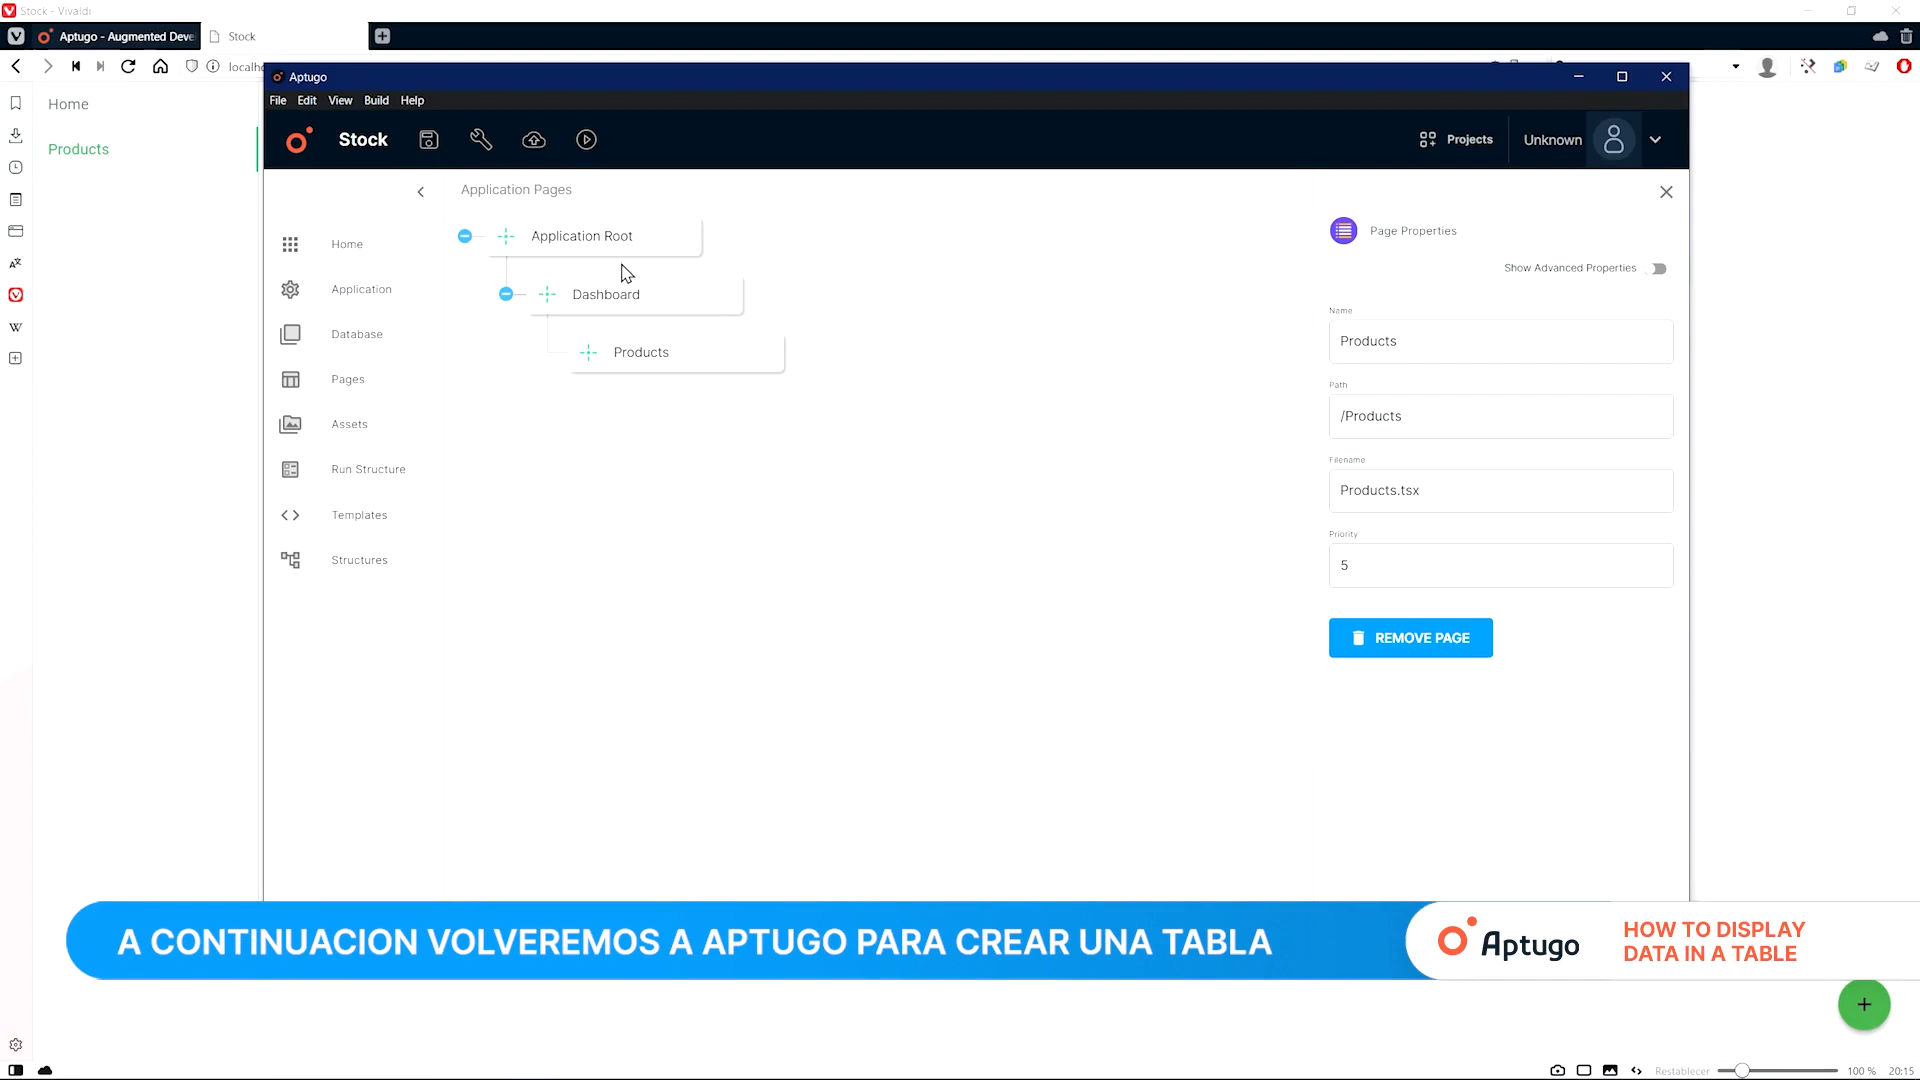 Stock - Vivaldi
Aptugo - Augmented Deve
Stock
localh
Home
Products
Aptugo
File Edit View Build Help
Stock
Projects
Unknown
Application Pages
Home
Application
Database
Pages
Assets
Run Structure
Templates
Structures
Application Root
Dashboard
Products
Page Properties
Show Advanced Properties
Name
Products
Path
/Products
Filename
Products.tsx
Priority
5
REMOVE PAGE
A CONTINUACION VOLVEREMOS A APTUGO PARA CREAR UNA TABLA
Aptugo
HOW TO DISPLAY
DATA IN A TABLE
Restablecer
100 %
20:15